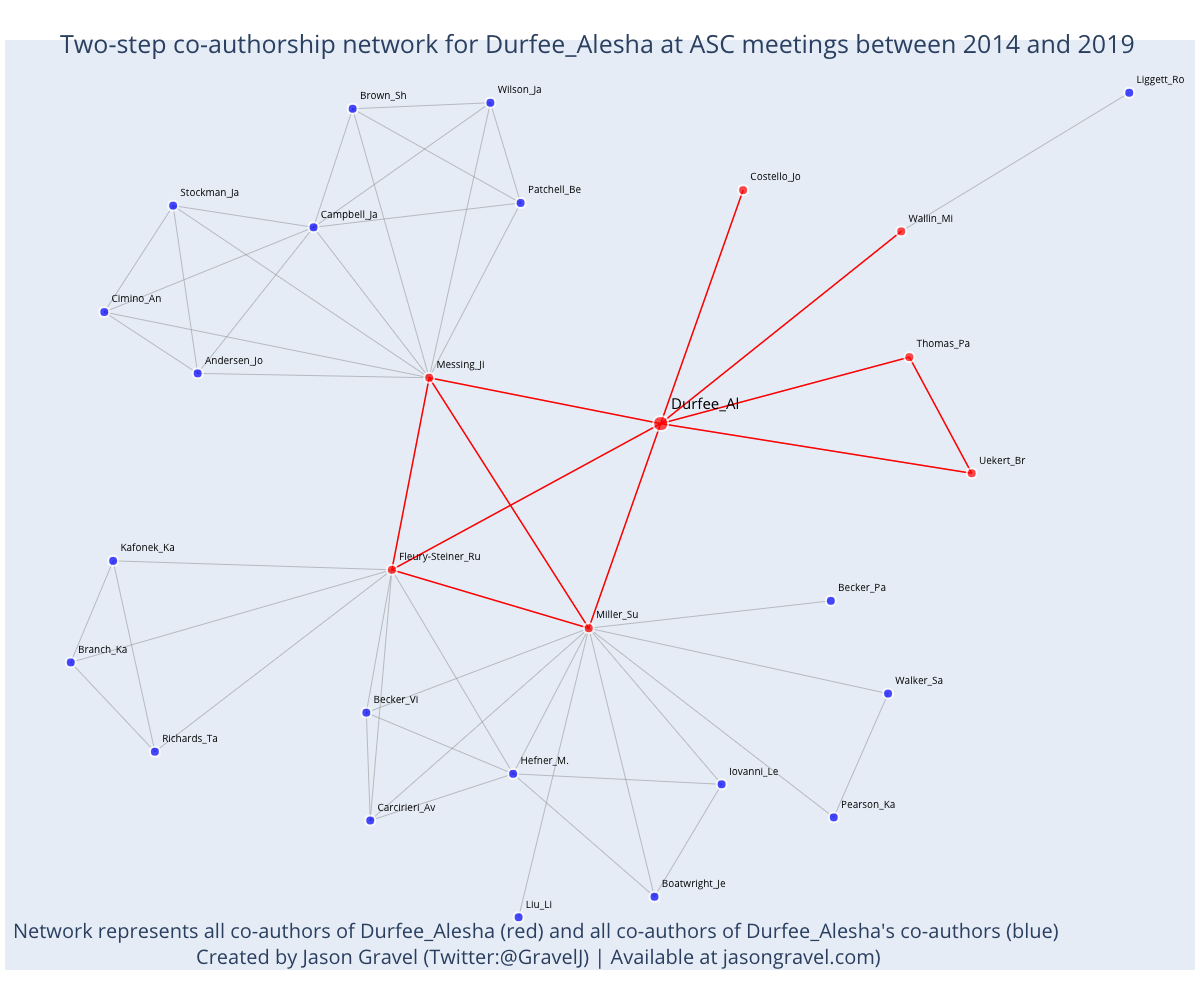 Two-step co-authorship network for Durfee_Alesha at ASC meetings between 2014 and 2019
Liggett_Ro
Wilson_Ja
Brown_Sh
Costello_Jo
Patchell_Be
Stockman_Ja
Campbell_Ja
Wallin_Mi
Cimino_An
Thomas_Pa
Andersen_Jo
Messing_Ji
Durfee_Al
Uekert_Br
Kafonek_Ka
Fleury-Steiner_Ru
Becker_Pa
Miller_Su
Branch_Ka
Walker_Sa
Becker_Vi
Richards_Ta
Hefner_M.
Iovanni_Le
Carcirieri_Av
Pearson_Ka
Boatwright_Je
Liu_Li
Network represents all co-authors of Durfee_Alesha (red) and all co-authors of Durfee_Alesha's co-authors (blue)
Created by Jason Gravel (Twitter:@GravelJ) | Available at jasongravel.com)